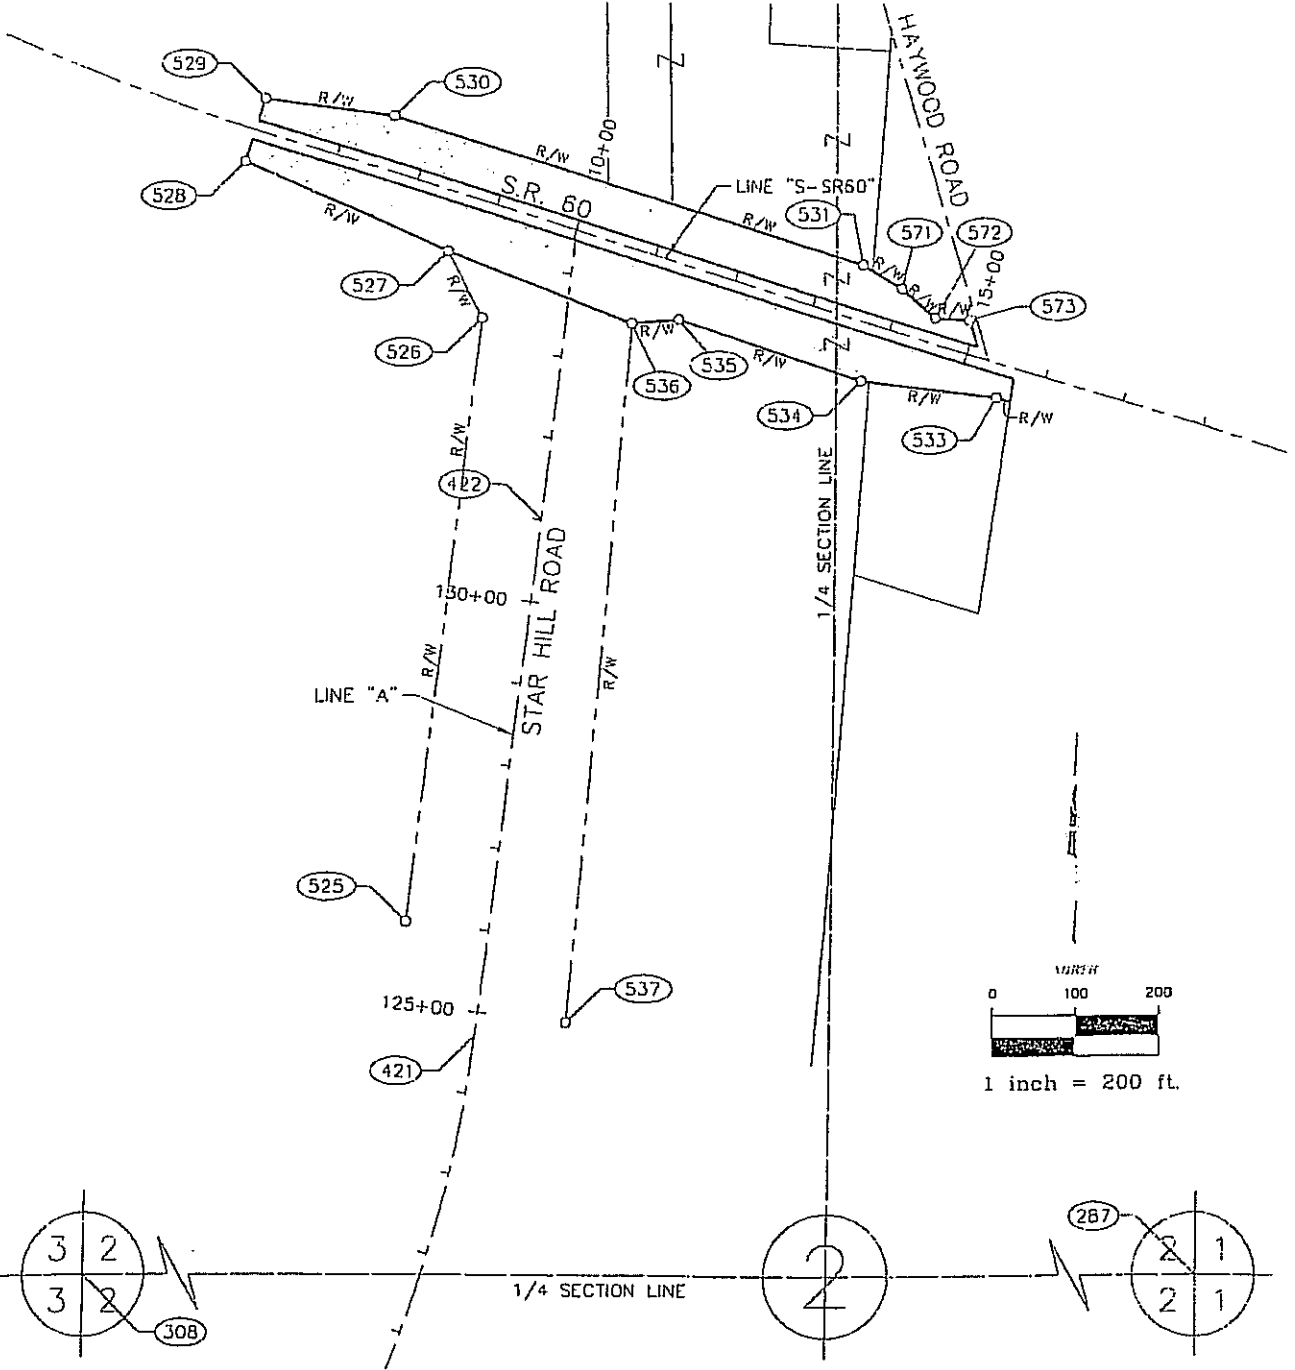 529
R/W
530
HAYWOOD ROAD
10+00
R/W
528
S.R. 60
LINE "S-SR60"
R/W
R/W
531
571
572
R/W
R/W
R/W
15+00
573
527
R/W
526
R/W
535
536
R/W
534
R/W
533
R/W
R/W
422
R/W
1/4 SECTION LINE
STAR HILL ROAD
130+00
R/W
LINE "A"
525
537
125+00
421
NORTH
0 100 200
1 inch = 200 ft.
287
3 2
3 2
2
2 1
2 1
1/4 SECTION LINE
308